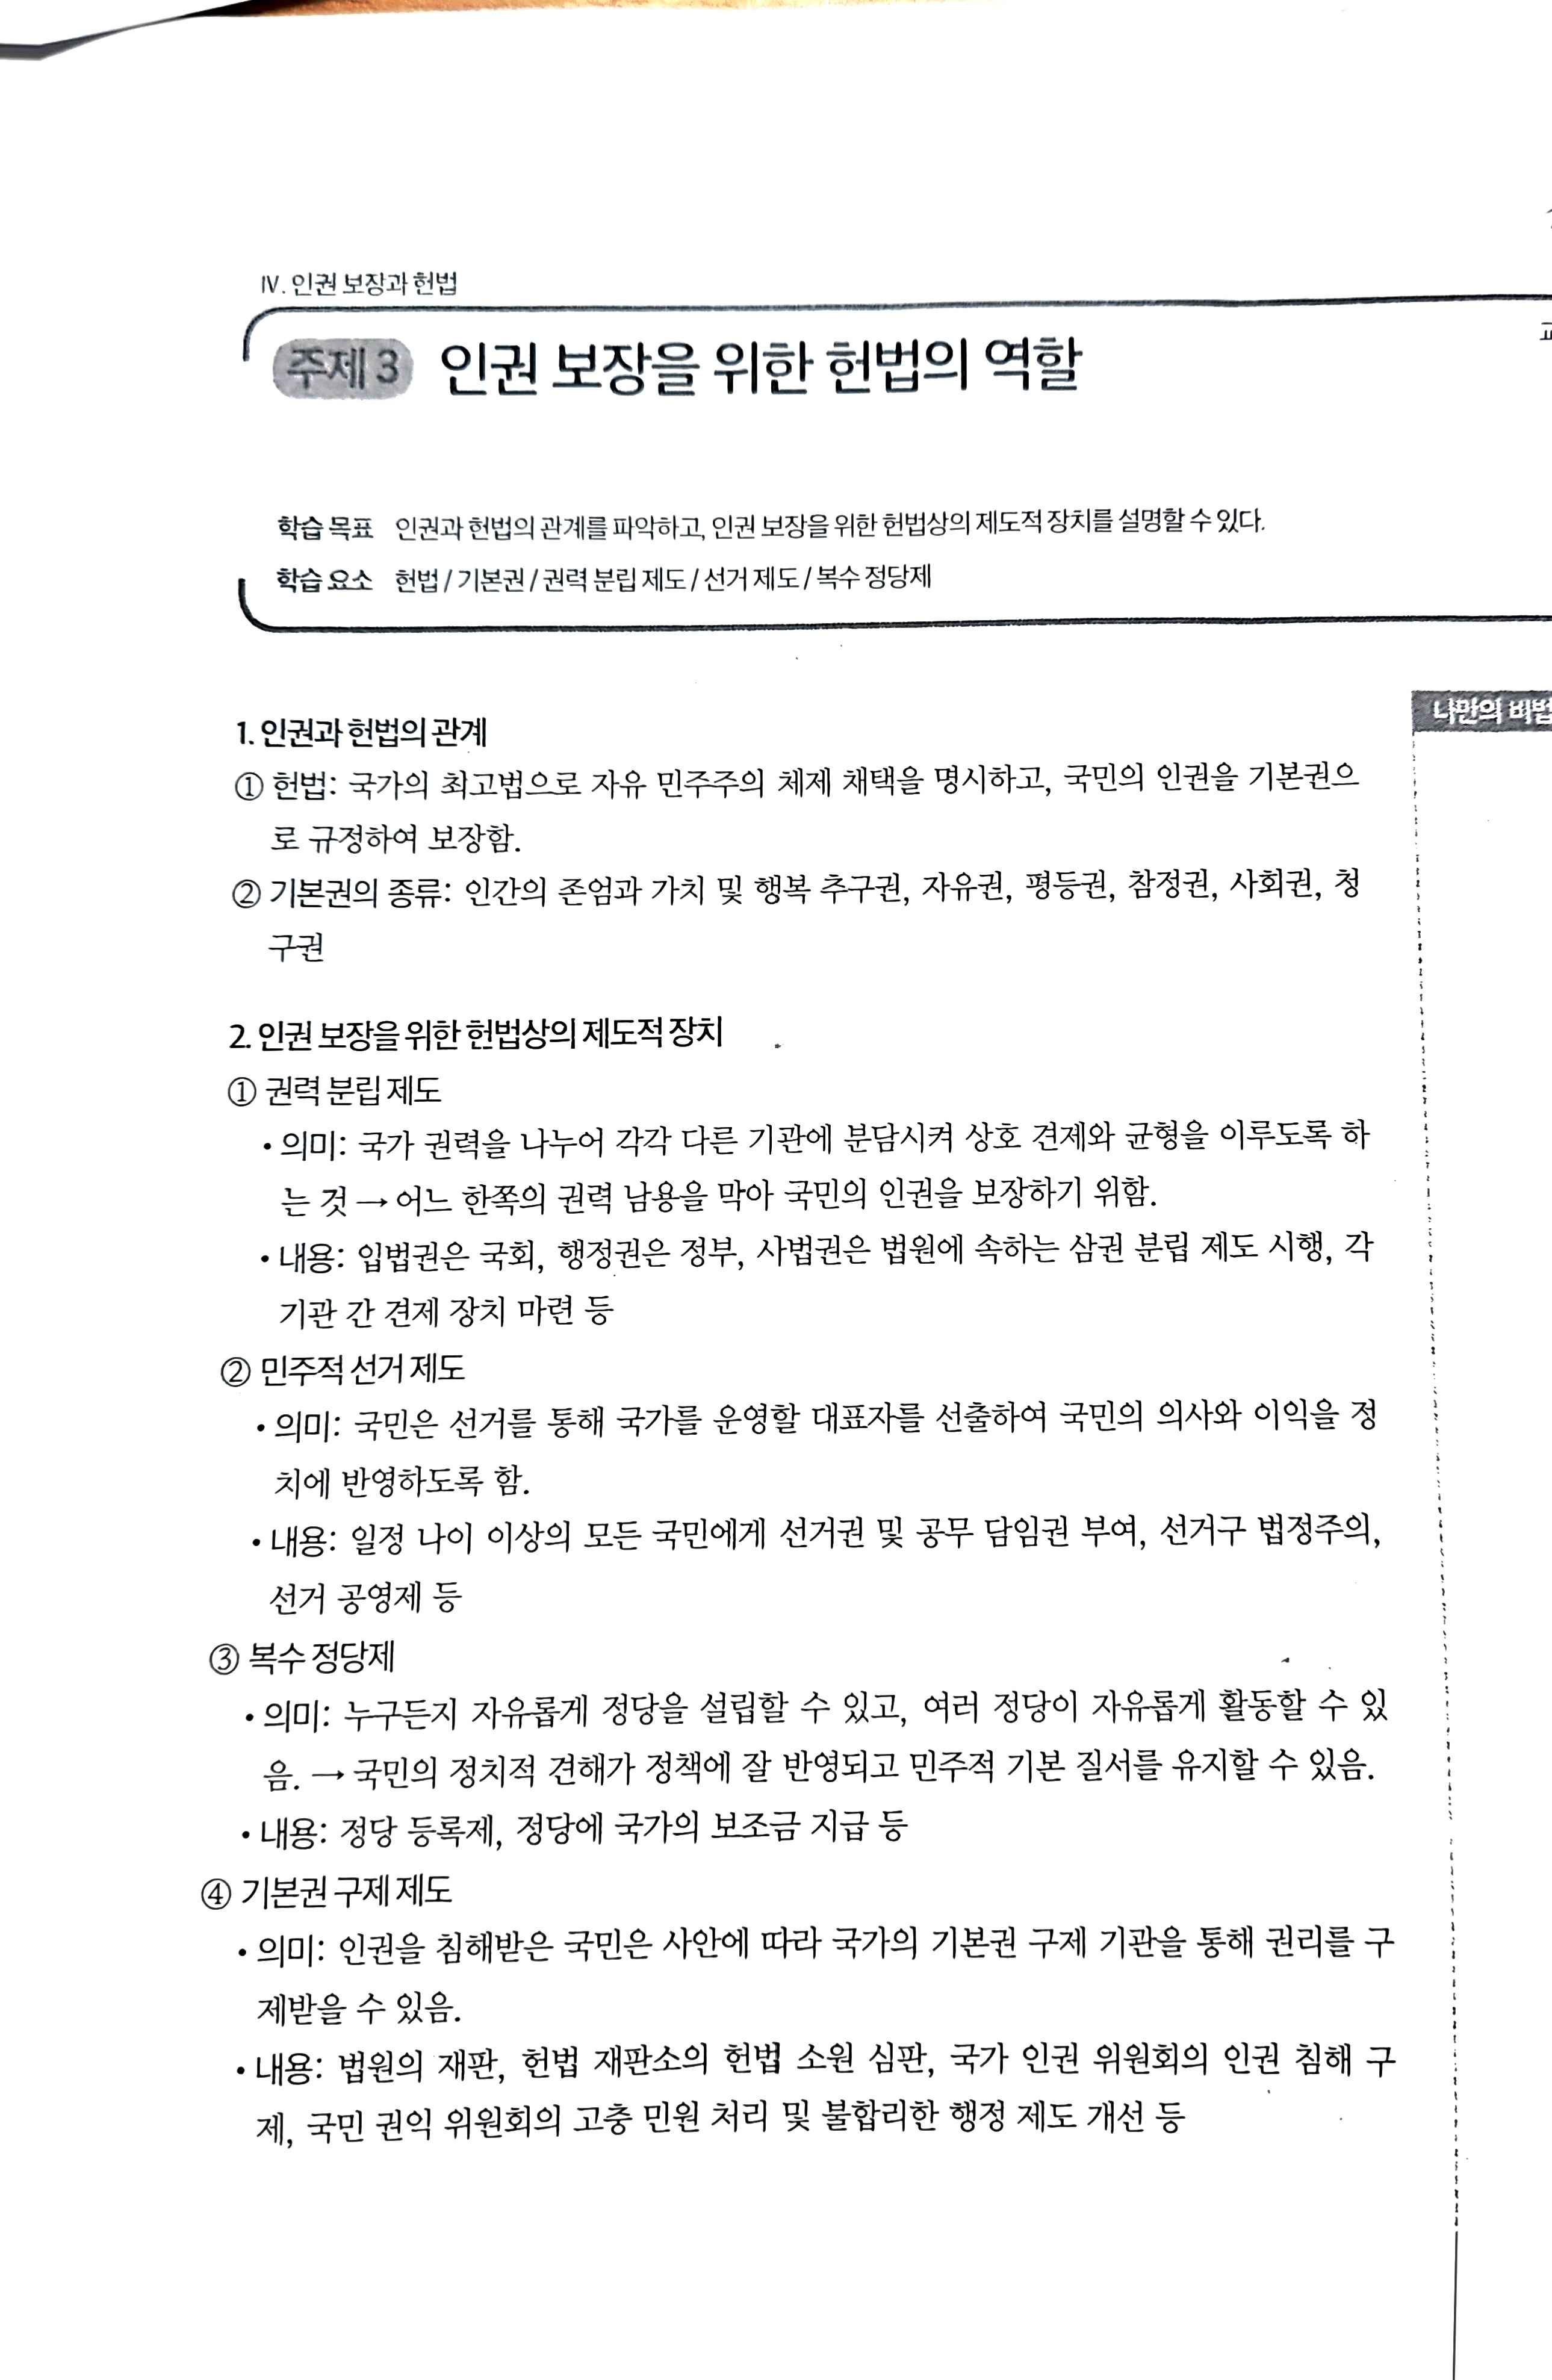 IV. 인권 보장과 헌법
주제 3 인권 보장을 위한 헌법의 역할
학습 목표 인권과 헌법의 관계를 파악하고, 인권 보장을 위한 헌법상의 제도적 장치를 설명할 수 있다.
학습 요소 헌법 / 기본권 / 권력 분립 제도 / 선거 제도 / 복수 정당제
나만의 비법
1. 인권과 헌법의 관계
① 헌법: 국가의 최고법으로 자유 민주주의 체제 채택을 명시하고, 국민의 인권을 기본권으
로 규정하여 보장함.
② 기본권의 종류: 인간의 존엄과 가치 및 행복 추구권, 자유권, 평등권, 참정권, 사회권, 청
구권
2. 인권 보장을 위한 헌법상의 제도적 장치
① 권력 분립 제도
• 의미: 국가 권력을 나누어 각각 다른 기관에 분담시켜 상호 견제와 균형을 이루도록 하
는 것 → 어느 한쪽의 권력 남용을 막아 국민의 인권을 보장하기 위함.
• 내용: 입법권은 국회, 행정권은 정부, 사법권은 법원에 속하는 삼권 분립 제도 시행, 각
기관 간 견제 장치 마련 등
② 민주적 선거 제도
• 의미: 국민은 선거를 통해 국가를 운영할 대표자를 선출하여 국민의 의사와 이익을 정
치에 반영하도록 함.
• 내용: 일정 나이 이상의 모든 국민에게 선거권 및 공무 담임권 부여, 선거구 법정주의,
선거 공영제 등
③ 복수 정당제
• 의미: 누구든지 자유롭게 정당을 설립할 수 있고, 여러 정당이 자유롭게 활동할 수 있
음. → 국민의 정치적 견해가 정책에 잘 반영되고 민주적 기본 질서를 유지할 수 있음.
• 내용: 정당 등록제, 정당에 국가의 보조금 지급 등
④ 기본권 구제 제도
• 의미: 인권을 침해받은 국민은 사안에 따라 국가의 기본권 구제 기관을 통해 권리를 구
제받을 수 있음.
• 내용: 법원의 재판, 헌법 재판소의 헌법 소원 심판, 국가 인권 위원회의 인권 침해 구
제, 국민 권익 위원회의 고충 민원 처리 및 불합리한 행정 제도 개선 등